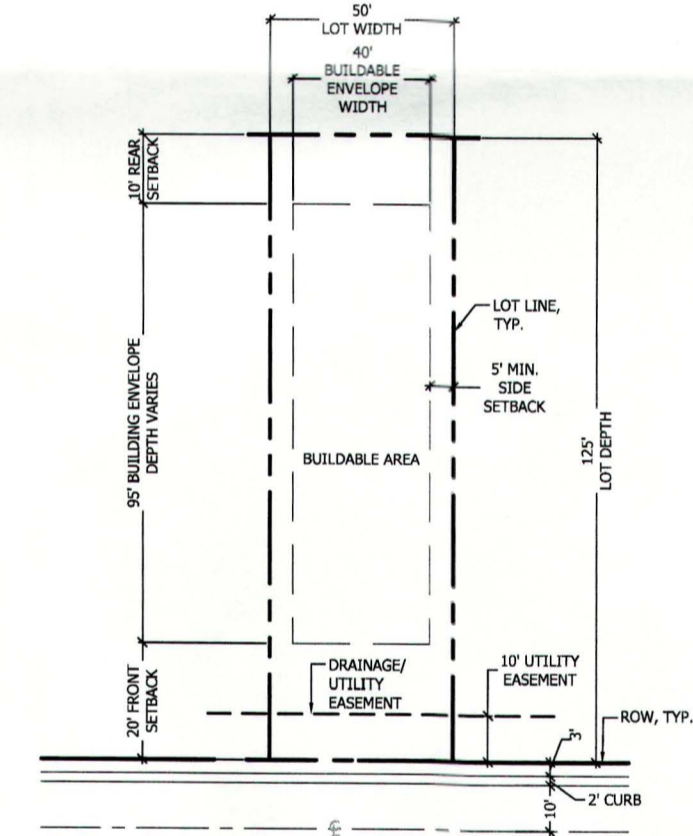 50'
LOT WIDTH
40'
BUILDABLE
ENVELOPE
WIDTH
10' REAR
SETBACK
LOT LINE,
TYP.
5' MIN.
SIDE
SETBACK
95' BUILDING ENVELOPE
DEPTH VARIES
BUILDABLE AREA
125'
LOT DEPTH
20' FRONT
SETBACK
DRAINAGE/
UTILITY
EASEMENT
10' UTILITY
EASEMENT
ROW, TYP.
3'
2' CURB
10'
℄